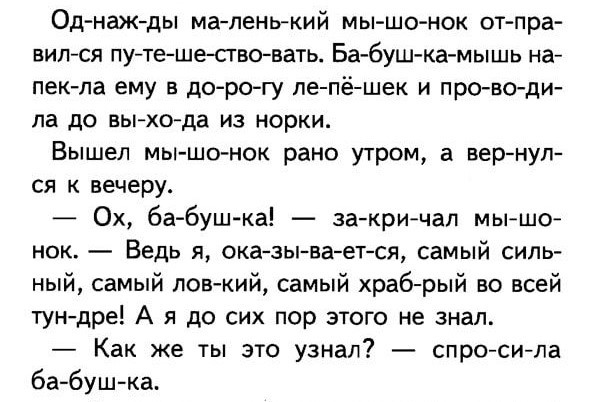 Од-наж-ды ма-лень-кий мы-шо-нок от-пра-
вил-ся пу-те-ше-ство-вать. Ба-буш-ка-мышь на-
пек-ла ему в до-ро-гу ле-пё-шек и про-во-ди-
ла до вы-хо-да из норки.
Вышел мы-шо-нок рано утром, а вер-нул-
ся к вечеру.
— Ох, ба-буш-ка! — за-кри-чал мы-шо-
нок. — Ведь я, ока-зы-ва-ет-ся, самый силь-
ный, самый лов-кий, самый храб-рый во всей
тун-дре! А я до сих пор этого не знал.
— Как же ты это узнал? — спро-си-ла
ба-буш-ка.